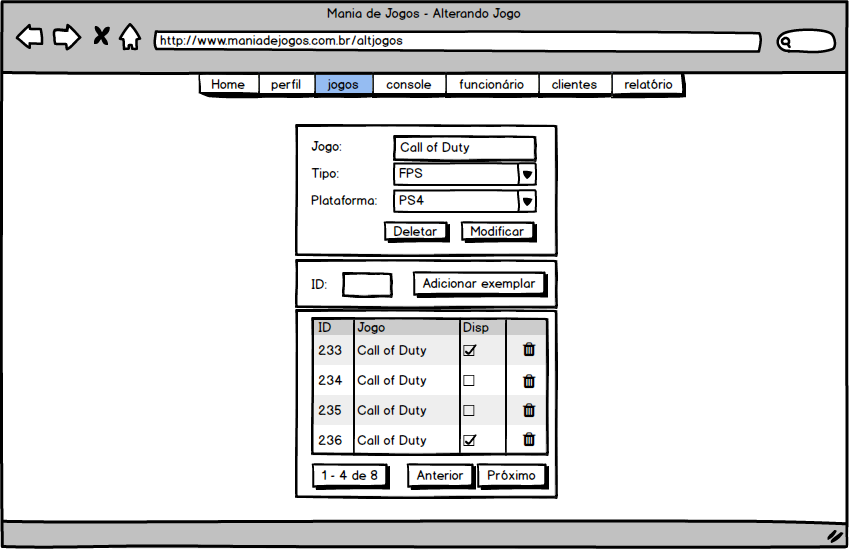 Mania de Jogos - Alterando Jogo
http://www.maniadejogos.com.br/altjogos
Home perfil jogos console funcionário clientes relatório
Jogo: Call of Duty
Tipo: FPS
Plataforma: PS4
Deletar Modificar
ID: Adicionar exemplar
ID Jogo Disp
233 Call of Duty
234 Call of Duty
235 Call of Duty
236 Call of Duty
1 - 4 de 8 Anterior Próximo